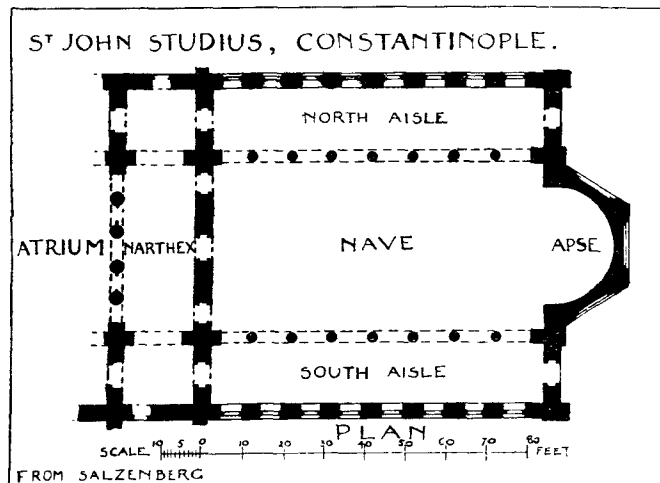 ST JOHN STUDIUS, CONSTANTINOPLE.
NORTH AISLE
ATRIUM NARTHEX NAVE APSE
SOUTH AISLE
PLAN
SCALE 10 5 0 10 20 30 40 50 60 70 80 FEET
FROM SALZENBERG